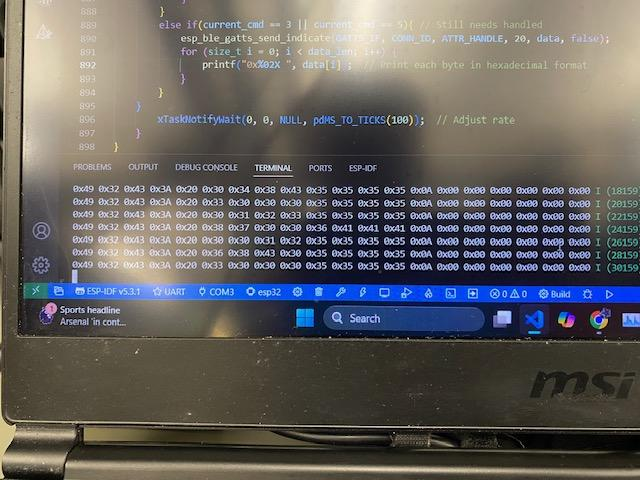 888 }
889 else if(current_cmd == 3 || current_cmd == 5){ // Still needs handled
890 esp_ble_gatts_send_indicate(GATTS_IF, CONN_ID, ATTR_HANDLE, 20, data, false);
891 for (size_t i = 0; i < data_len; i++) {
892 printf("0x%02X ", data[i]); // Print each byte in hexadecimal format
893 }
894 }
895 }
896 xTaskNotifyWait(0, 0, NULL, pdMS_TO_TICKS(100)); // Adjust rate
897 }
898 }
PROBLEMS OUTPUT DEBUG CONSOLE TERMINAL PORTS ESP-IDF
0x49 0x32 0x43 0x3A 0x20 0x30 0x34 0x38 0x43 0x35 0x35 0x35 0x35 0x0A 0x00 0x00 0x00 0x00 0x00 0x00 I (18159
0x49 0x32 0x43 0x3A 0x20 0x33 0x30 0x30 0x30 0x35 0x35 0x35 0x35 0x0A 0x00 0x00 0x00 0x00 0x00 0x00 I (20159
0x49 0x32 0x43 0x3A 0x20 0x30 0x31 0x32 0x33 0x35 0x35 0x35 0x35 0x0A 0x00 0x00 0x00 0x00 0x00 0x00 I (22159
0x49 0x32 0x43 0x3A 0x20 0x38 0x37 0x30 0x30 0x36 0x41 0x41 0x41 0x0A 0x00 0x00 0x00 0x00 0x00 0x00 I (24159
0x49 0x32 0x43 0x3A 0x20 0x30 0x30 0x31 0x32 0x35 0x35 0x35 0x35 0x0A 0x00 0x00 0x00 0x00 0x00 0x00 I (26159
0x49 0x32 0x43 0x3A 0x20 0x36 0x38 0x43 0x30 0x35 0x35 0x35 0x35 0x0A 0x00 0x00 0x00 0x00 0x00 0x00 I (28159
0x49 0x32 0x43 0x3A 0x20 0x33 0x30 0x30 0x30 0x35 0x35 0x35 0x35 0x0A 0x00 0x00 0x00 0x00 0x00 0x00 I (30159
ESP-IDF v5.3.1 UART COM3 esp32 0 0 Build
1 Sports headline
Arsenal 'in cont...
Search
msi